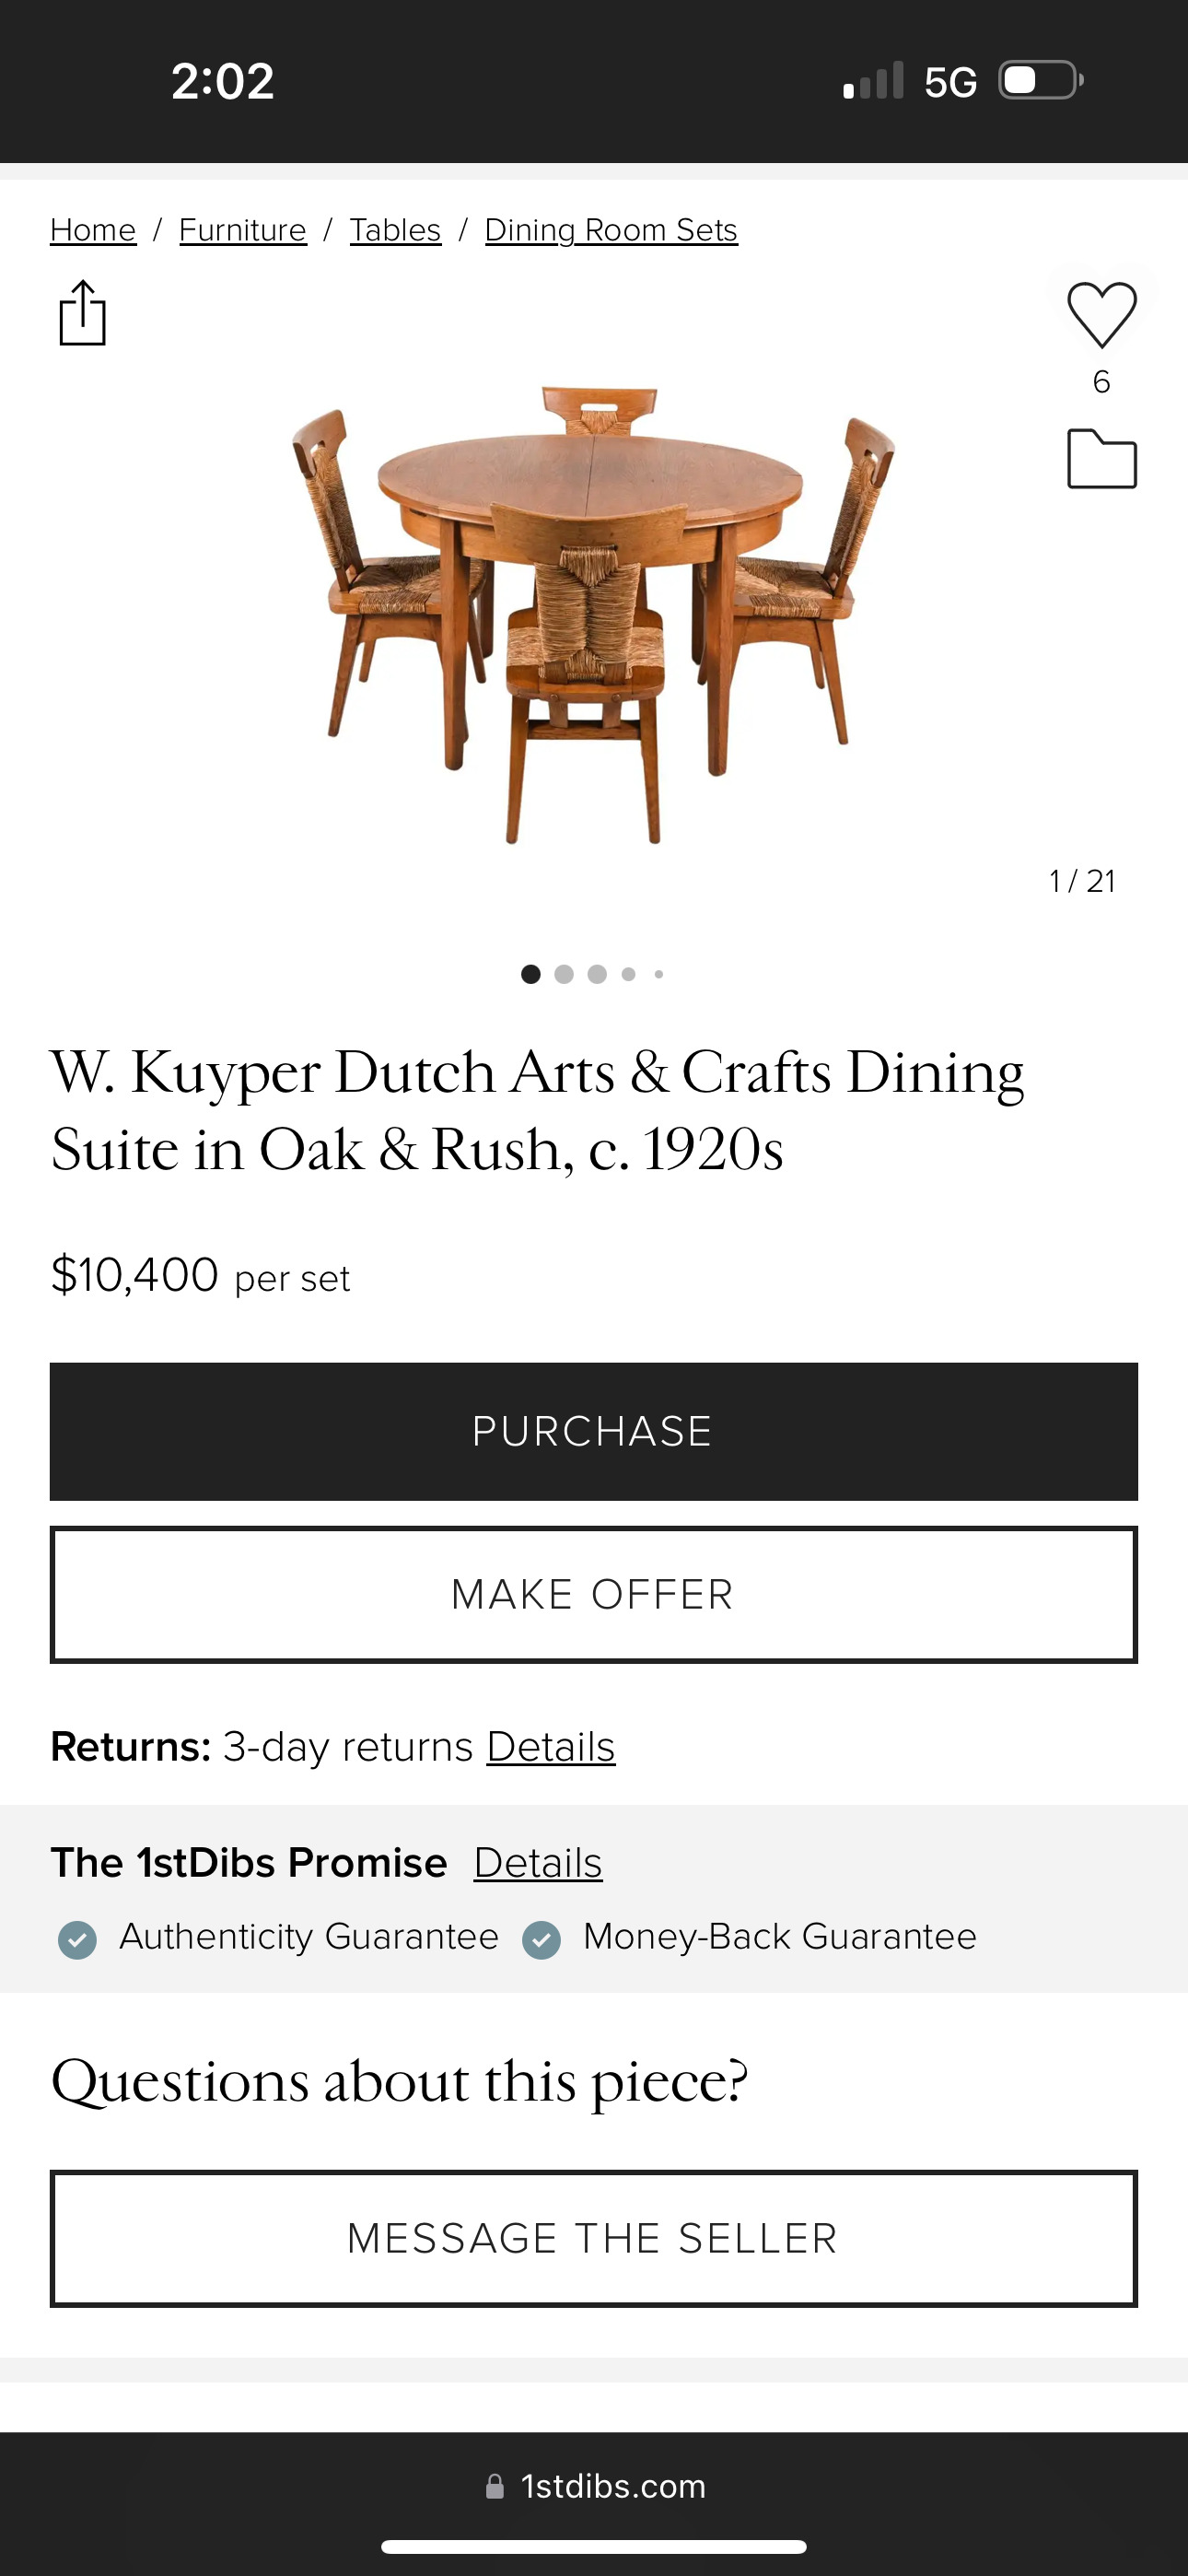 2:02 5G
Home / Furniture / Tables / Dining Room Sets
6
1 / 21
W. Kuyper Dutch Arts & Crafts Dining
Suite in Oak & Rush, c. 1920s
$10,400 per set
PURCHASE
MAKE OFFER
Returns: 3-day returns Details
The 1stDibs Promise Details
Authenticity Guarantee Money-Back Guarantee
Questions about this piece?
MESSAGE THE SELLER
1stdibs.com